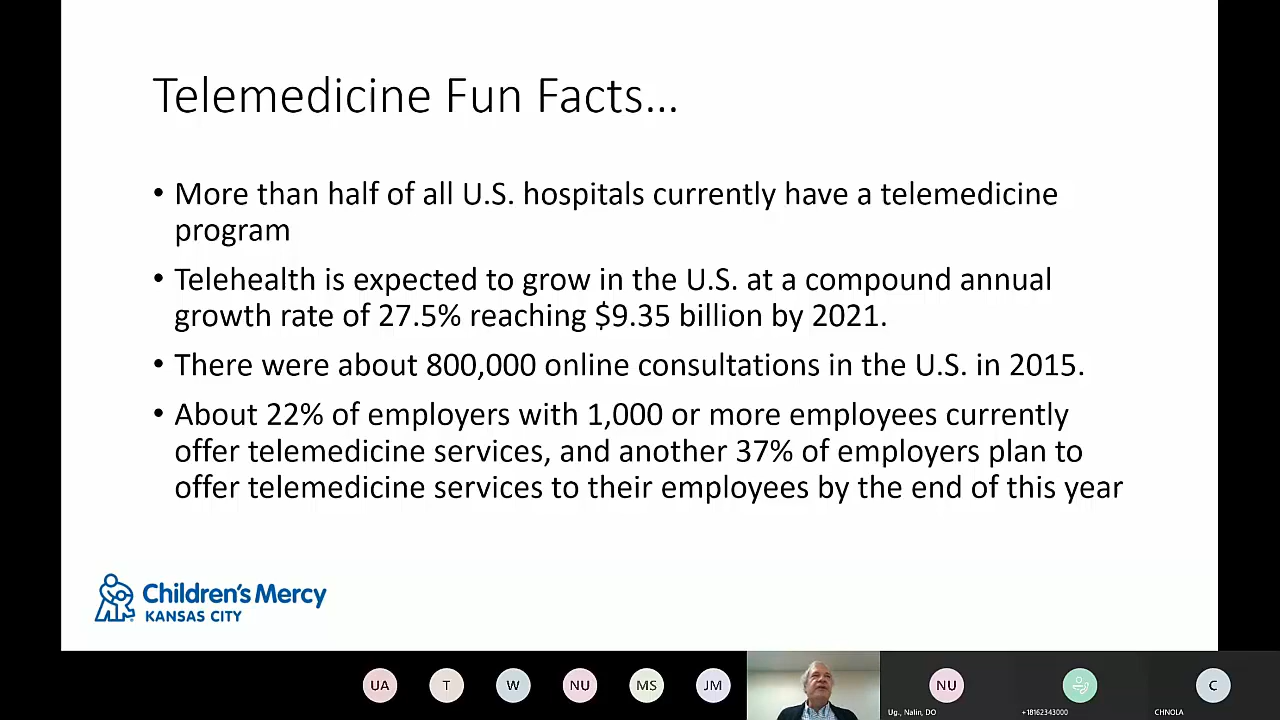 Telemedicine Fun Facts...
• More than half of all U.S. hospitals currently have a telemedicine
program
• Telehealth is expected to grow in the U.S. at a compound annual
growth rate of 27.5% reaching $9.35 billion by 2021.
• There were about 800,000 online consultations in the U.S. in 2015.
• About 22% of employers with 1,000 or more employees currently
offer telemedicine services, and another 37% of employers plan to
offer telemedicine services to their employees by the end of this year
Children's Mercy
KANSAS CITY
UA T W NU MS JM NU C
Ug., Nalin, DO +18162343000 CHNOLA